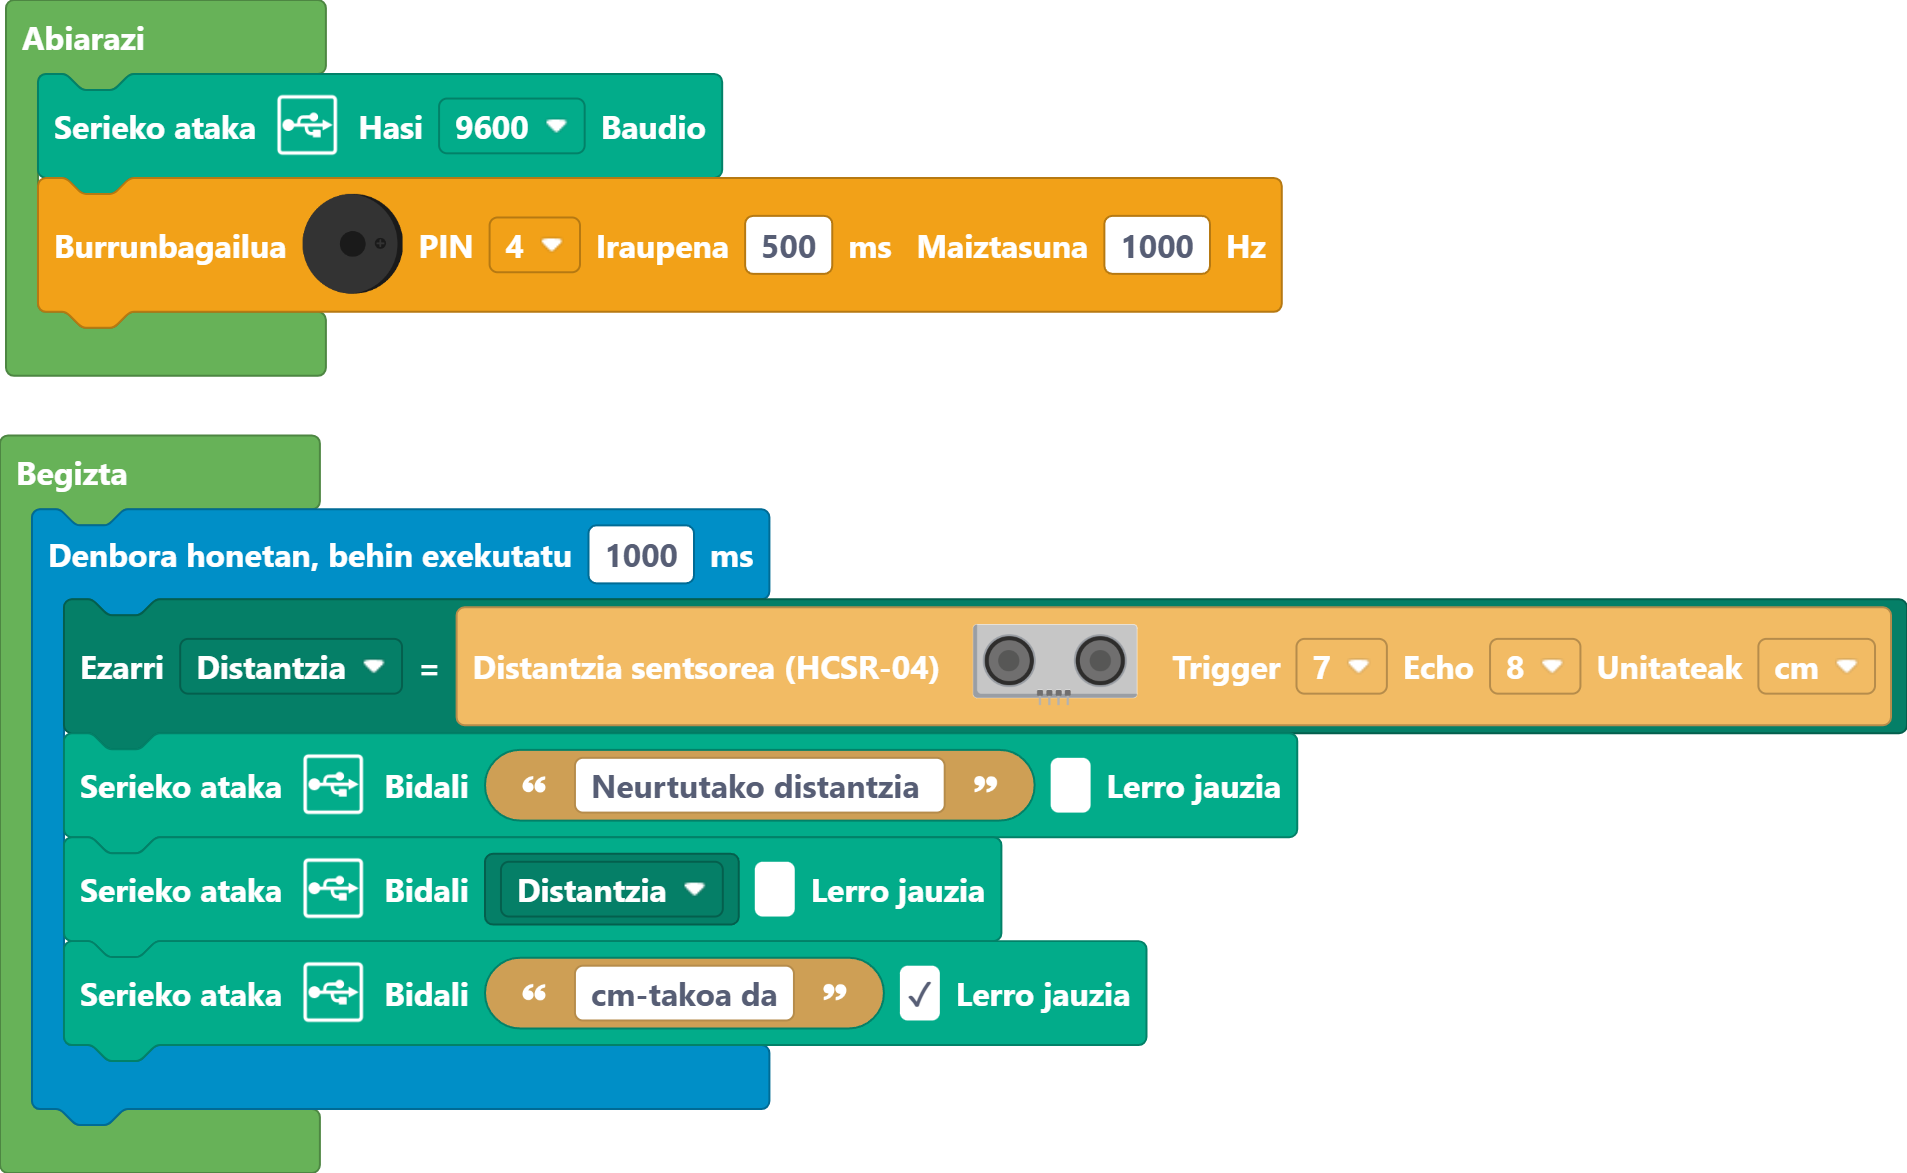 Abiarazi
Serieko ataka Hasi 9600 Baudio
Burrunbagailua PIN 4 Iraupena 500 ms Maiztasuna 1000 Hz
Begizta
Denbora honetan, behin exekutatu 1000 ms
Ezarri Distantzia = Distantzia sentsorea (HCSR-04) Trigger 7 Echo 8 Unitateak cm
Serieko ataka Bidali “ Neurtutako distantzia ” Lerro jauzia
Serieko ataka Bidali Distantzia Lerro jauzia
Serieko ataka Bidali “ cm-takoa da ” ✓ Lerro jauzia